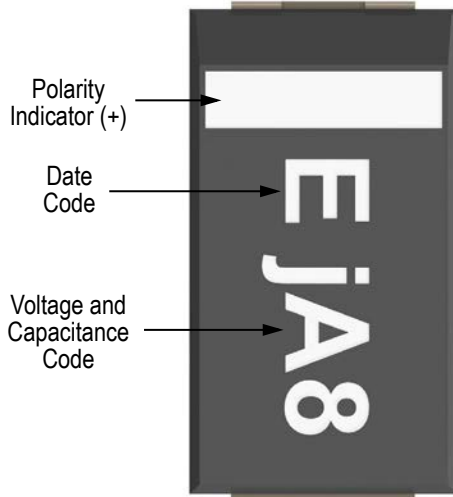 Polarity
Indicator (+)
Date
Code
Voltage and
Capacitance
Code
E jA8